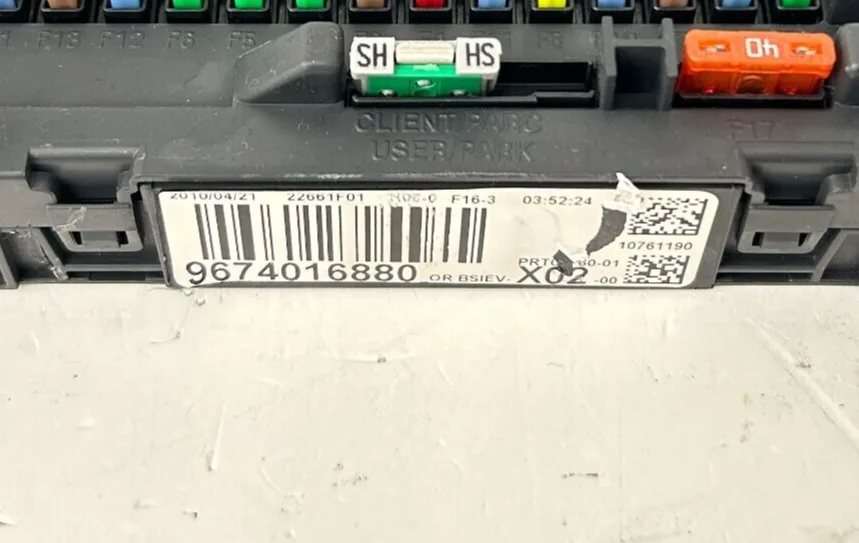 F13 F12 F6 F5 F8
SH HS 40
CLIENT PARC F17
USER/PARK
2010/04/21 22661F01 F16-3 03:52:24
10761190
9674016880 OR BSIEV- X02 -00